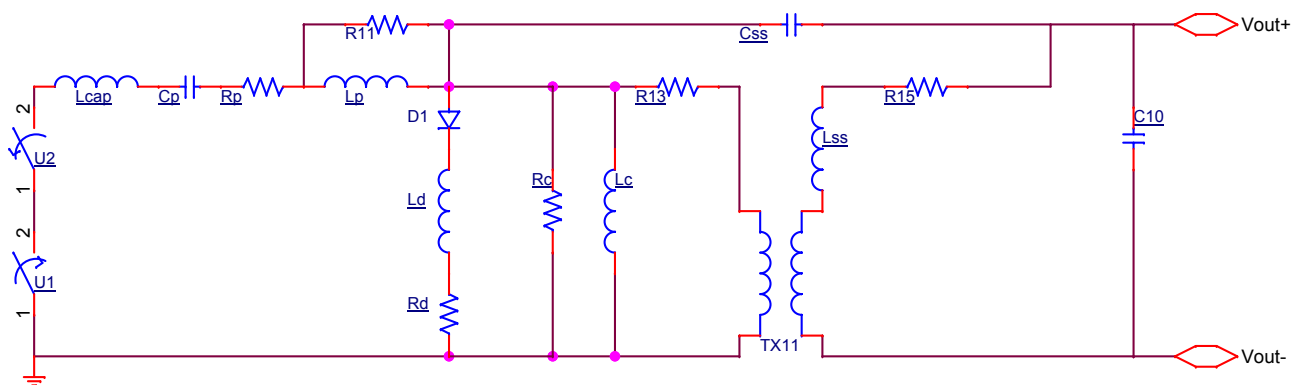 R11
Css
Vout+
Lcap
Cp
Rp
Lp
R13
R15
2
D1
C10
U2
Lss
1
Ld
Rc
Lc
2
U1
1
Rd
TX11
Vout-